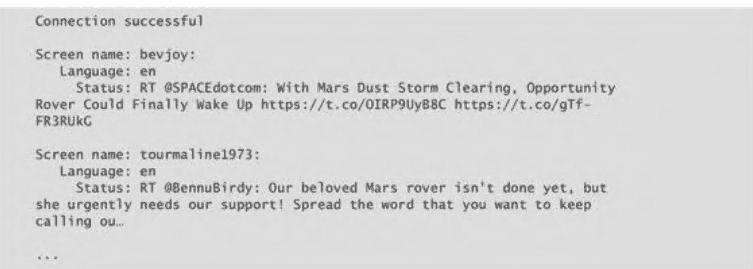 Connection successful
Screen name: bevjoy:
Language: en
Status: RT @SPACEdotcom: With Mars Dust Storm Clearing, Opportunity
Rover Could Finally Wake Up https://t.co/OIRP9UyB8C https://t.co/gTf-
FR3RUkG
Screen name: tourmaline1973:
Language: en
Status: RT @BennuBirdy: Our beloved Mars rover isn't done yet, but
she urgently needs our support! Spread the word that you want to keep
calling ou…
...